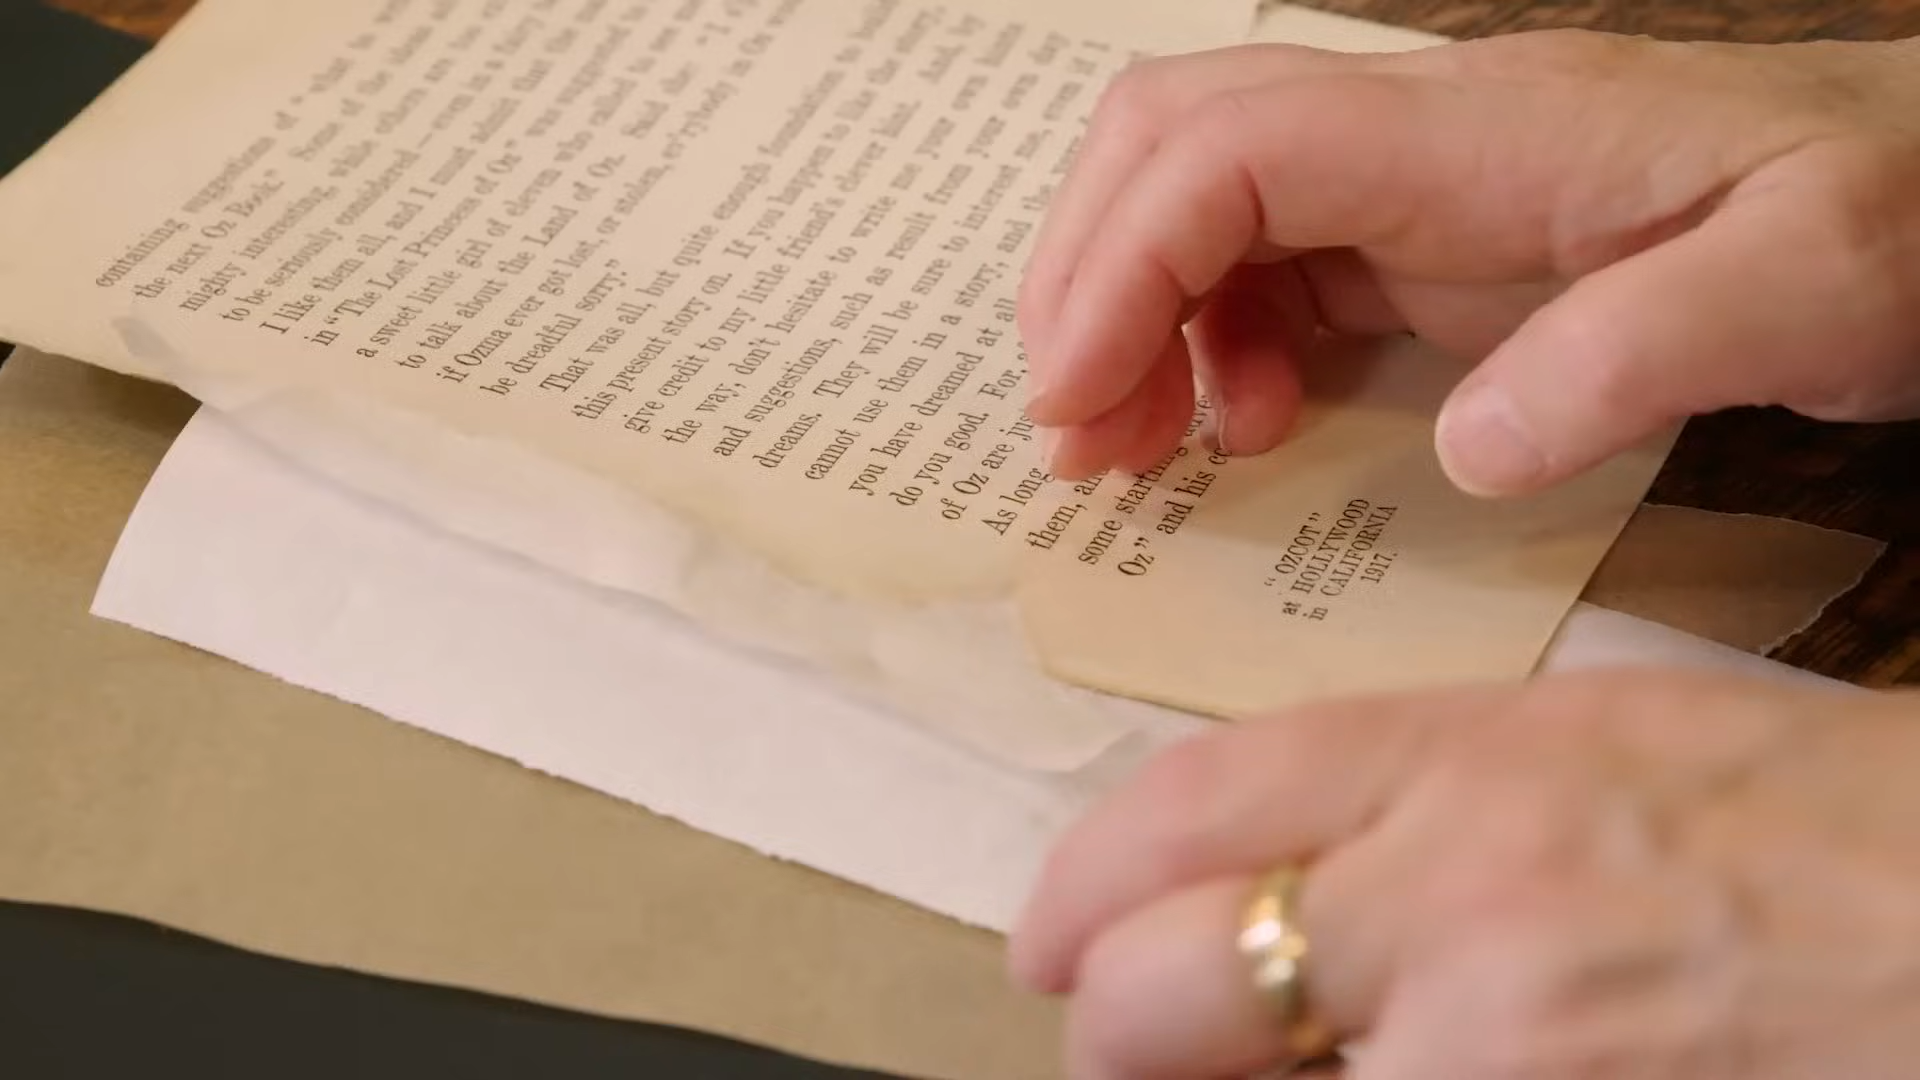 containing suggestions of “what to
the next Oz Book.” Some of the ideas
mighty interesting, while others are too
to be seriously considered — even in a fairy
I like them all, and I must admit that the
in “The Lost Princess of Oz” was suggested to
a sweet little girl of eleven who called to see
to talk about the Land of Oz. Said she: “I
if Ozma ever got lost, or stolen, ev'rybody in Oz
be dreadful sorry.”
That was all, but quite enough foundation to build
this present story on. If you happen to like the story,
give credit to my little friend's clever hint. And, by
the way, don't hesitate to write me your own hints
and suggestions, such as result from your own day
dreams. They will be sure to interest me, even if I
cannot use them in a story, and the very
you have dreamed at all
do you good. For,
of Oz are
As long
them,
some startling
Oz” and his
“OZCOT”
at HOLLYWOOD
in CALIFORNIA
1917.